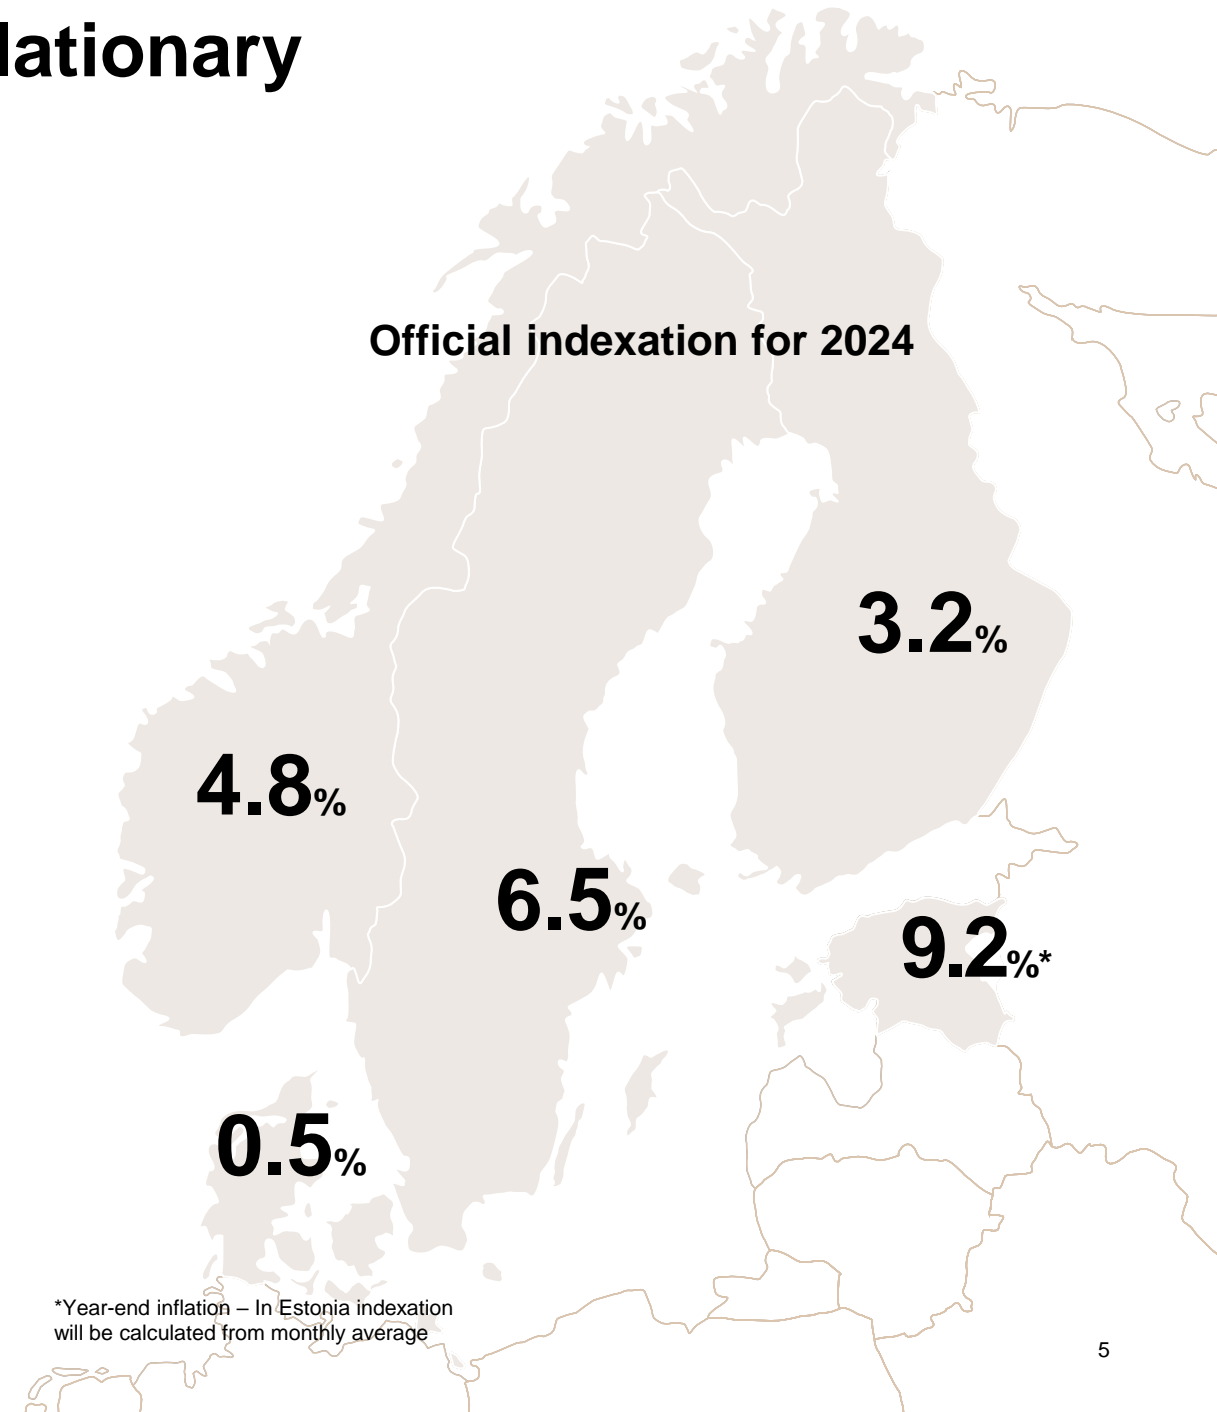 lationary
Official indexation for 2024
3.2%
4.8%
6.5%
9.2%*
0.5%
*Year-end inflation – In Estonia indexation
will be calculated from monthly average
5